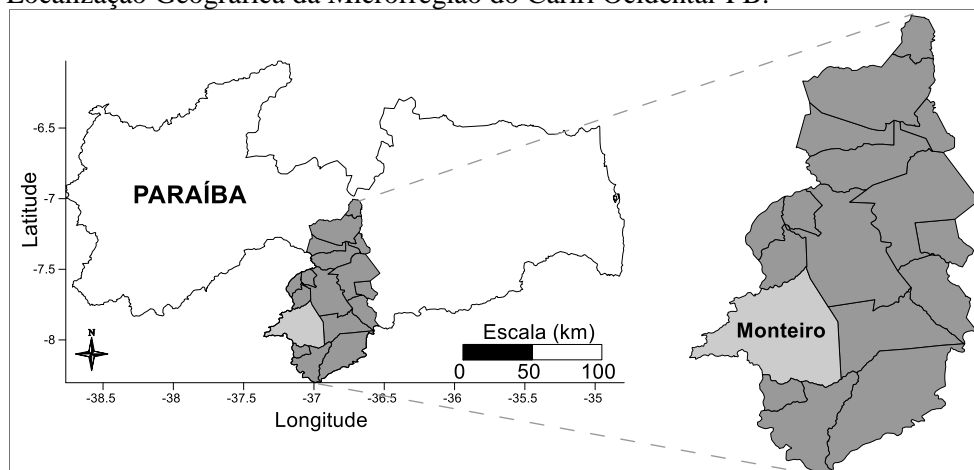 Localização Geográfica da Microrregião do Cariri Ocidental-PB.
PARAÍBA
Monteiro
Latitude
-6.5
-7
-7.5
-8
N
Escala (km)
0 50 100
-38.5 -38 -37.5 -37 -36.5 -36 -35.5 -35
Longitude